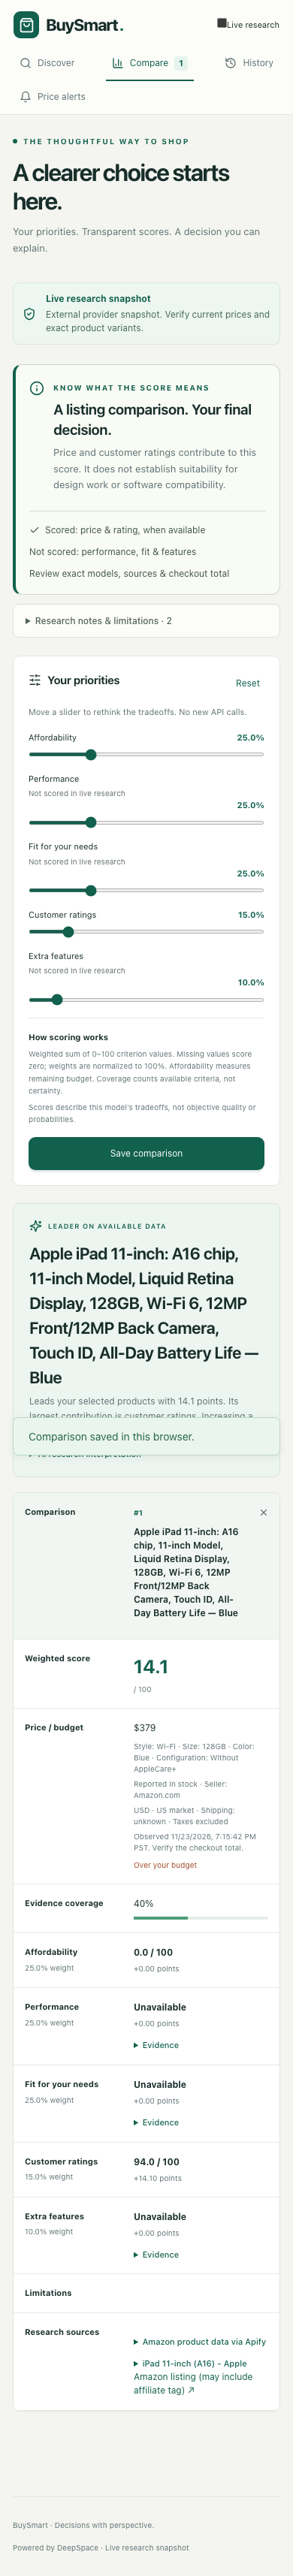 BuySmart.
Live research
Discover
Compare 1
History
Price alerts
THE THOUGHTFUL WAY TO SHOP
A clearer choice starts
here.
Your priorities. Transparent scores. A decision you can
explain.
Live research snapshot
External provider snapshot. Verify current prices and
exact product variants.
KNOW WHAT THE SCORE MEANS
A listing comparison. Your final
decision.
Price and customer ratings contribute to this
score. It does not establish suitability for
design work or software compatibility.
Scored: price & rating, when available
Not scored: performance, fit & features
Review exact models, sources & checkout total
Research notes & limitations · 2
Your priorities
Reset
Move a slider to rethink the tradeoffs. No new API calls.
Affordability
25.0%
Performance
Not scored in live research
25.0%
Fit for your needs
Not scored in live research
25.0%
Customer ratings
15.0%
Extra features
Not scored in live research
10.0%
How scoring works
Weighted sum of 0–100 criterion values. Missing values score
zero; weights are normalized to 100%. Affordability measures
remaining budget. Coverage counts available criteria, not
certainty.
Scores describe this model's tradeoffs, not objective quality or
probabilities.
Save comparison
LEADER ON AVAILABLE DATA
Apple iPad 11-inch: A16 chip,
11-inch Model, Liquid Retina
Display, 128GB, Wi-Fi 6, 12MP
Front/12MP Back Camera,
Touch ID, All-Day Battery Life —
Blue
Leads your selected products with 14.1 points. Its
largest contribution is customer ratings. Increasing a
Comparison saved in this browser.
AI research interpretation
Comparison
#1
Apple iPad 11-inch: A16
chip, 11-inch Model,
Liquid Retina Display,
128GB, Wi-Fi 6, 12MP
Front/12MP Back
Camera, Touch ID, All-
Day Battery Life — Blue
Weighted score
14.1
/ 100
Price / budget
$379
Style: Wi-Fi · Size: 128GB · Color:
Blue · Configuration: Without
AppleCare+
Reported in stock · Seller:
Amazon.com
USD · US market · Shipping:
unknown · Taxes excluded
Observed 11/23/2026, 7:15:42 PM
PST. Verify the checkout total.
Over your budget
Evidence coverage
40%
Affordability
25.0% weight
0.0 / 100
+0.00 points
Performance
25.0% weight
Unavailable
+0.00 points
Evidence
Fit for your needs
25.0% weight
Unavailable
+0.00 points
Evidence
Customer ratings
15.0% weight
94.0 / 100
+14.10 points
Extra features
10.0% weight
Unavailable
+0.00 points
Evidence
Limitations
Research sources
Amazon product data via Apify
iPad 11-inch (A16) - Apple
Amazon listing (may include
affiliate tag) ↗
BuySmart · Decisions with perspective.
Powered by DeepSpace · Live research snapshot